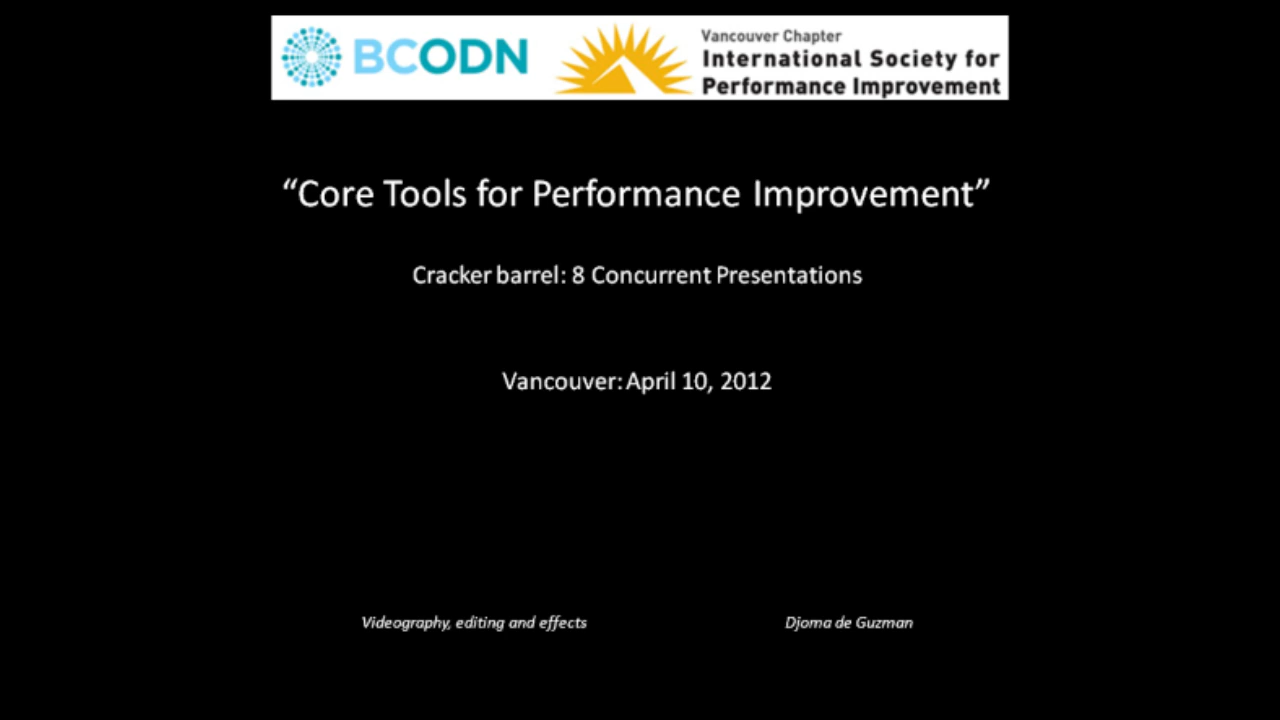 BCODN
Vancouver Chapter
International Society for
Performance Improvement
“Core Tools for Performance Improvement”
Cracker barrel: 8 Concurrent Presentations
Vancouver: April 10, 2012
Videography, editing and effects
Djoma de Guzman